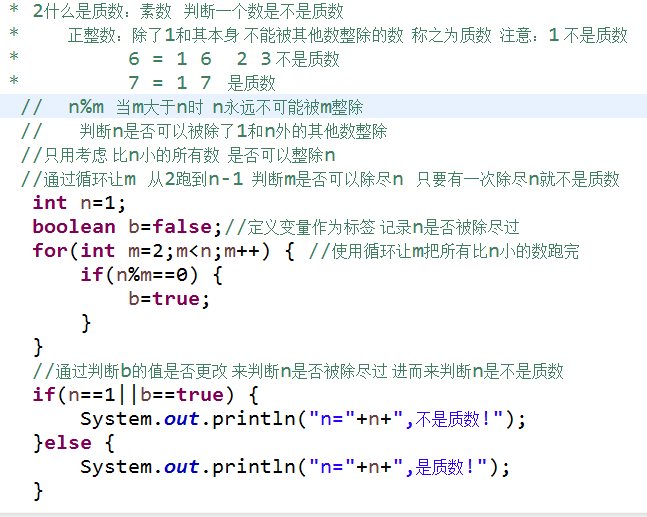 * 2什么是质数：素数 判断一个数是不是质数
* 正整数：除了1和其本身 不能被其他数整除的数 称之为质数 注意：1 不是质数
* 6 = 1 6 2 3 不是质数
* 7 = 1 7 是质数
// n%m 当m大于n时 n永远不可能被m整除
// 判断n是否可以被除了1和n外的其他数整除
//只用考虑 比n小的所有数 是否可以整除n
//通过循环让m 从2跑到n-1 判断m是否可以除尽n 只要有一次除尽n就不是质数
int n=1;
boolean b=false;//定义变量作为标签 记录n是否被除尽过
for(int m=2;m<n;m++) { //使用循环让m把所有比n小的数跑完
if(n%m==0) {
b=true;
}
}
//通过判断b的值是否更改 来判断n是否被除尽过 进而来判断n是不是质数
if(n==1||b==true) {
System.out.println("n="+n+",不是质数!");
}else {
System.out.println("n="+n+",是质数!");
}